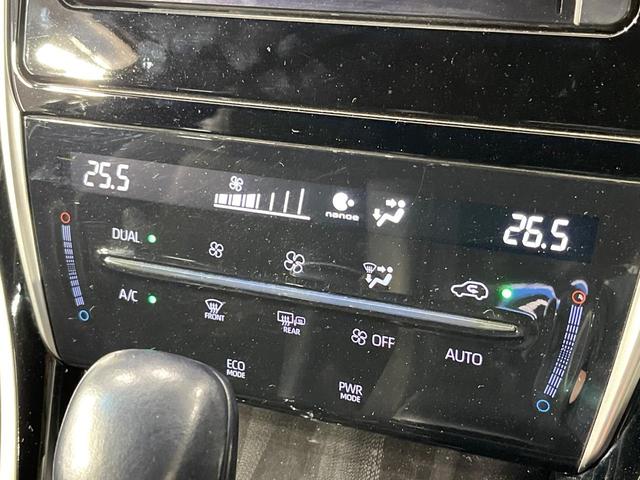 25.5
nanoe
26.5
DUAL
A/C
FRONT
REAR
OFF
AUTO
ECO
MODE
PWR
MODE